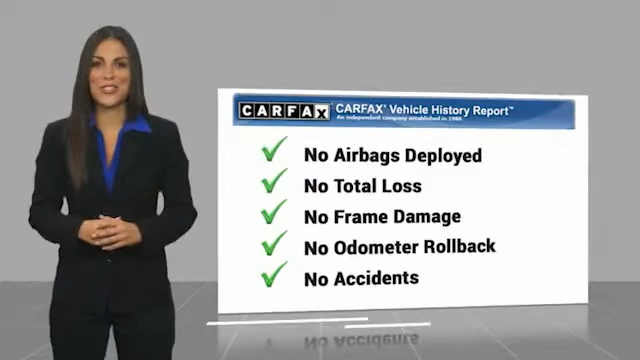 CARFAX CARFAX® Vehicle History Report™
An independent company established in 1986
No Airbags Deployed
No Total Loss
No Frame Damage
No Odometer Rollback
No Accidents